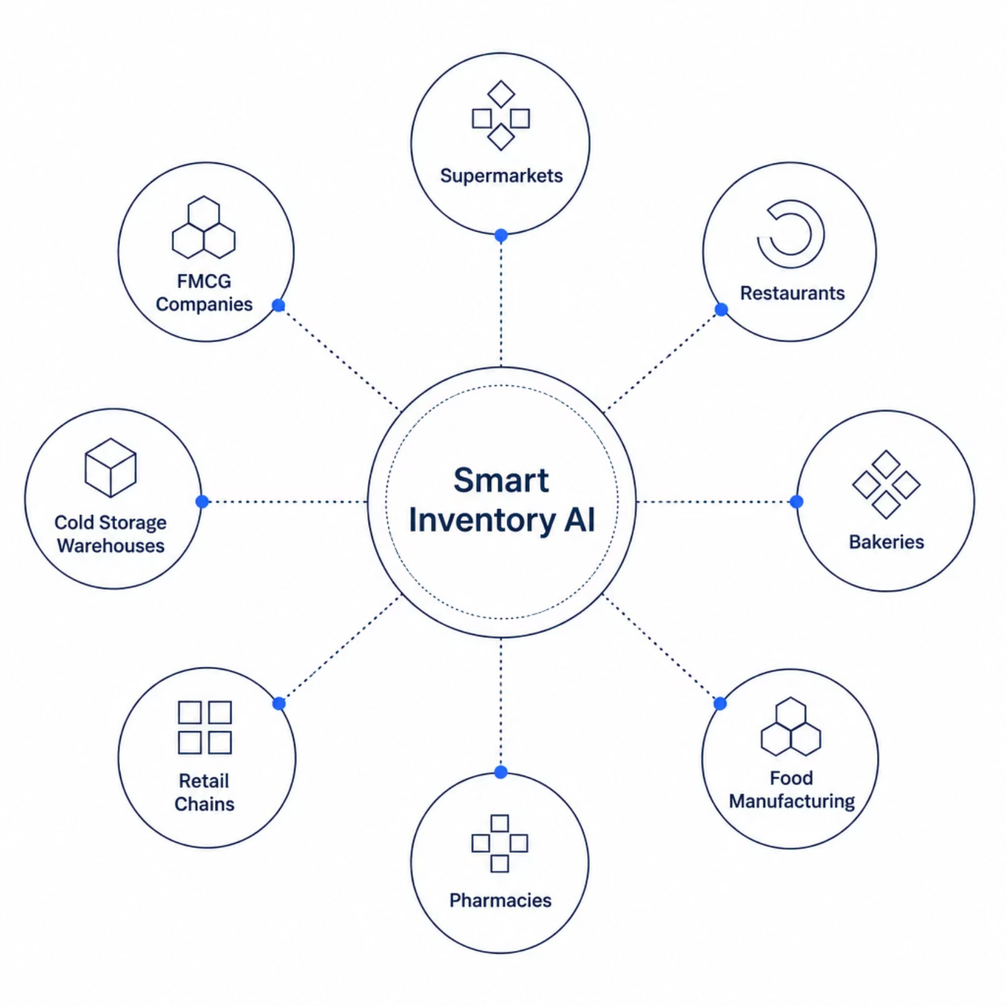 Supermarkets
FMCG
Companies
Restaurants
Smart
Inventory AI
Cold Storage
Warehouses
Bakeries
Retail
Chains
Food
Manufacturing
Pharmacies